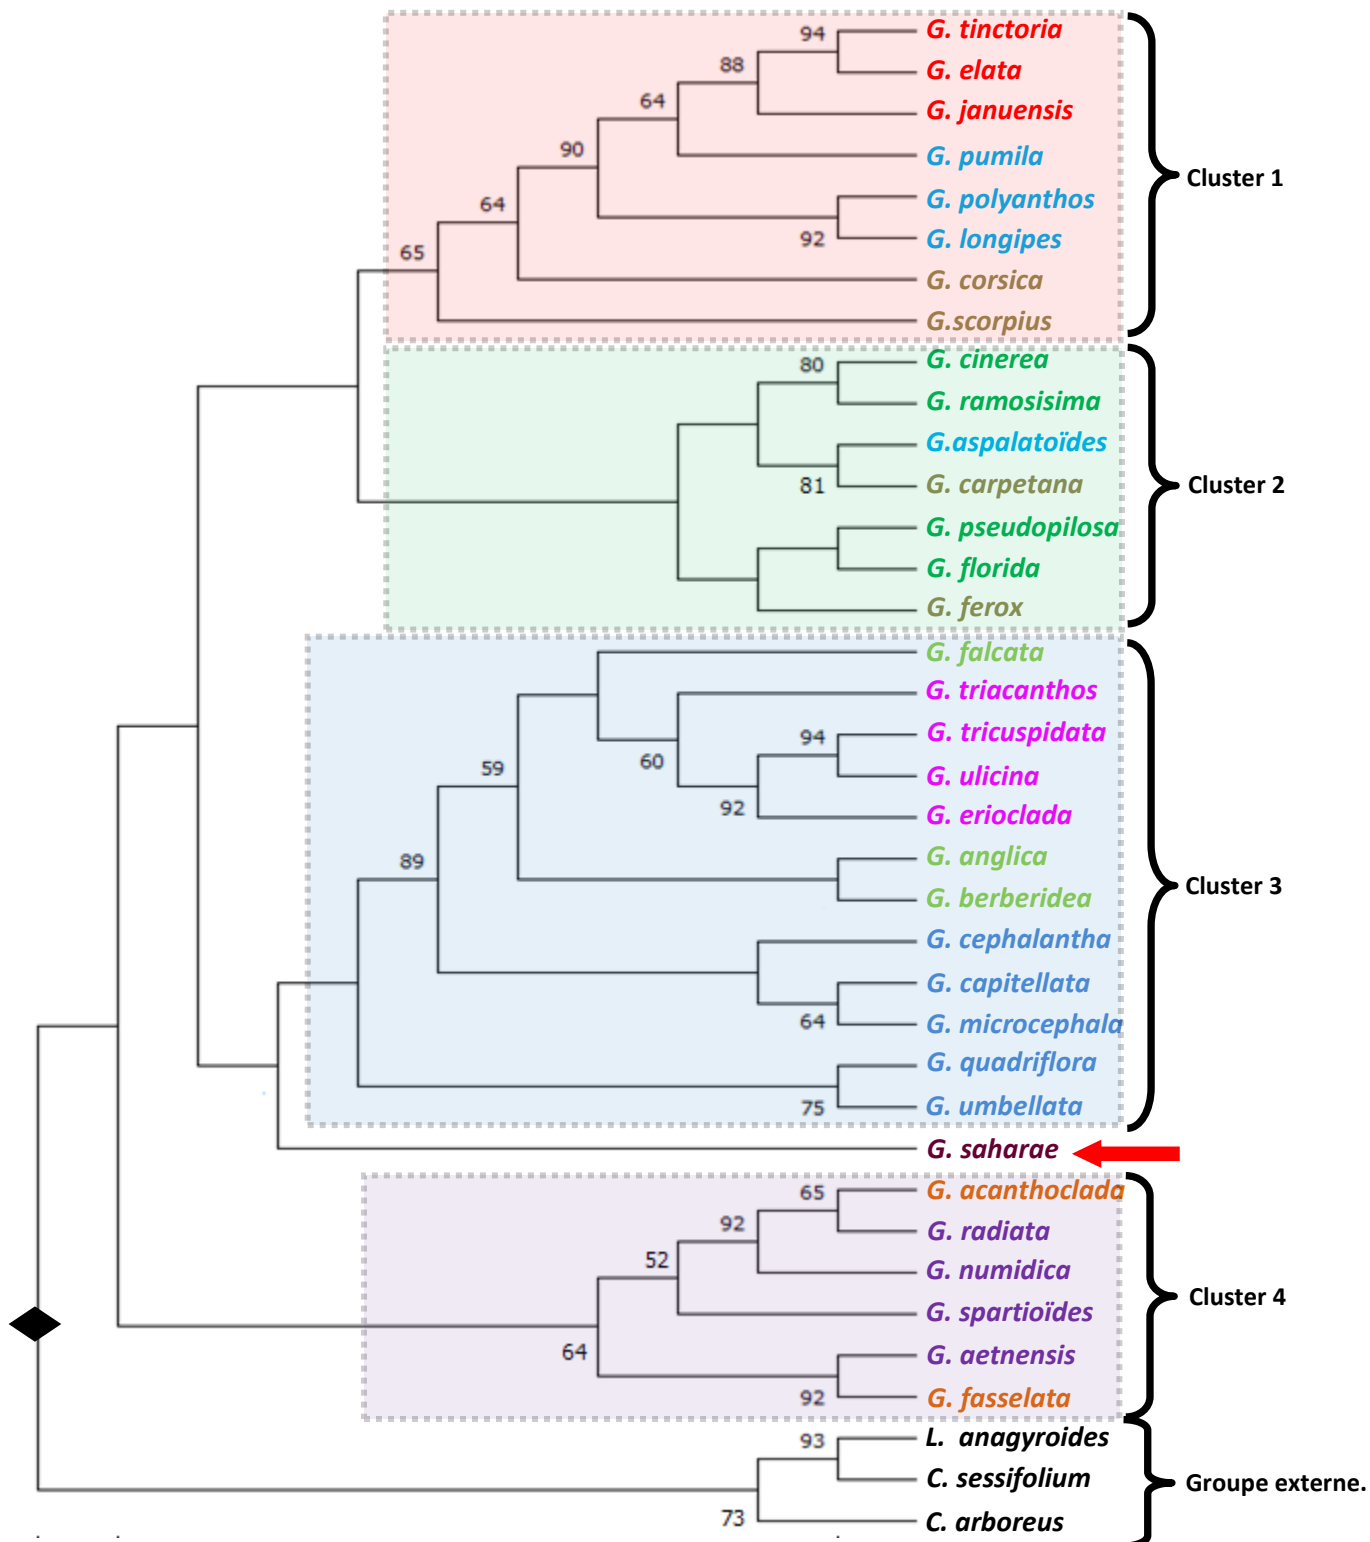 94
G. tinctoria
88
G. elata
64
G. januensis
90
G. pumila
Cluster 1
64
G. polyanthos
92
G. longipes
65
G. corsica
G.scorpius
80
G. cinerea
G. ramosisima
G.aspalatoïdes
81
G. carpetana
Cluster 2
G. pseudopilosa
G. florida
G. ferox
G. falcata
G. triacanthos
94
G. tricuspidata
59
60
G. ulicina
92
G. erioclada
89
G. anglica
Cluster 3
G. berberidea
G. cephalantha
G. capitellata
64
G. microcephala
G. quadriflora
75
G. umbellata
G. saharae
65
G. acanthoclada
92
G. radiata
52
G. numidica
Cluster 4
G. spartioïdes
64
G. aetnensis
92
G. fasselata
93
L. anagyroides
C. sessifolium
Groupe externe.
73
C. arboreus